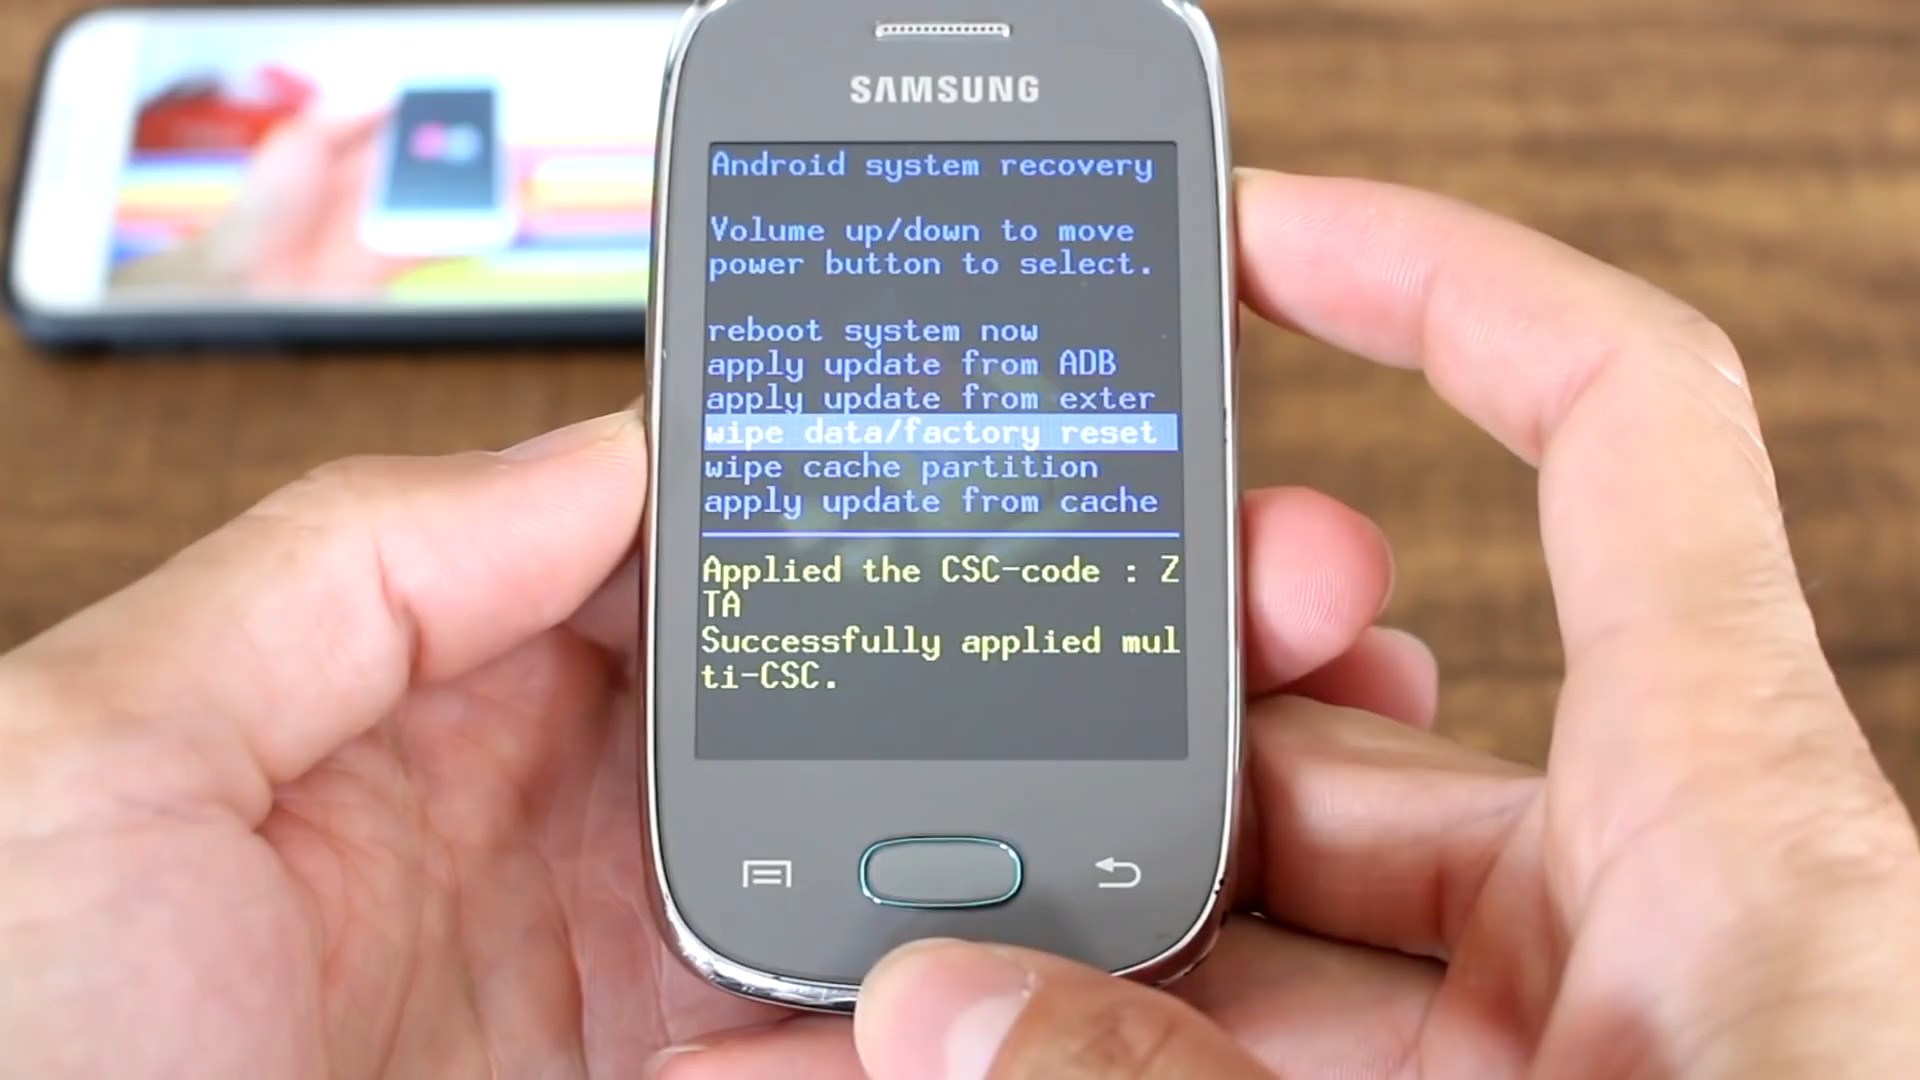 SAMSUNG
Android system recovery
Volume up/down to move
power button to select.
reboot system now
apply update from ADB
apply update from exter
wipe data/factory reset
wipe cache partition
apply update from cache
Applied the CSC-code : Z
TA
Successfully applied mul
ti-CSC.